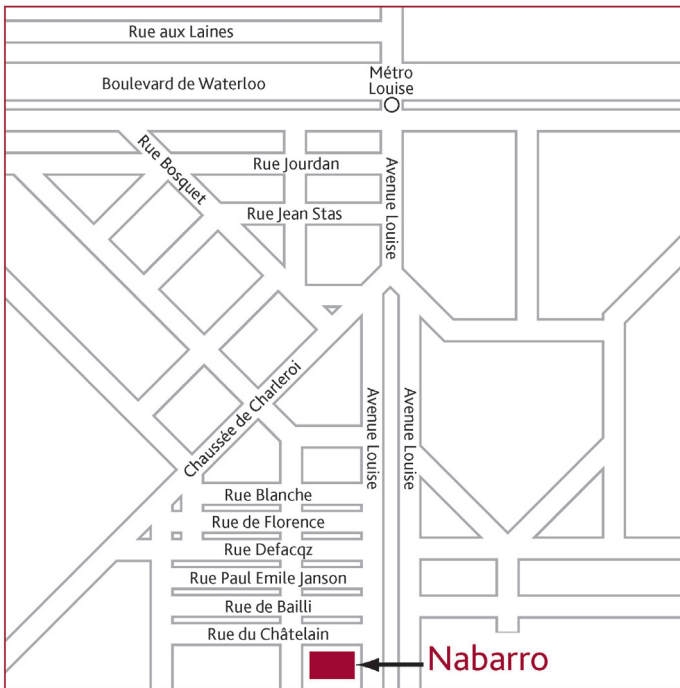 Rue aux Laines
Boulevard de Waterloo
Métro
Louise
Rue Bosquet
Rue Jourdan
Avenue Louise
Rue Jean Stas
Chaussée de Charleroi
Avenue Louise
Avenue Louise
Rue Blanche
Rue de Florence
Rue Defacqz
Rue Paul Emile Janson
Rue de Bailli
Rue du Châtelain
Nabarro